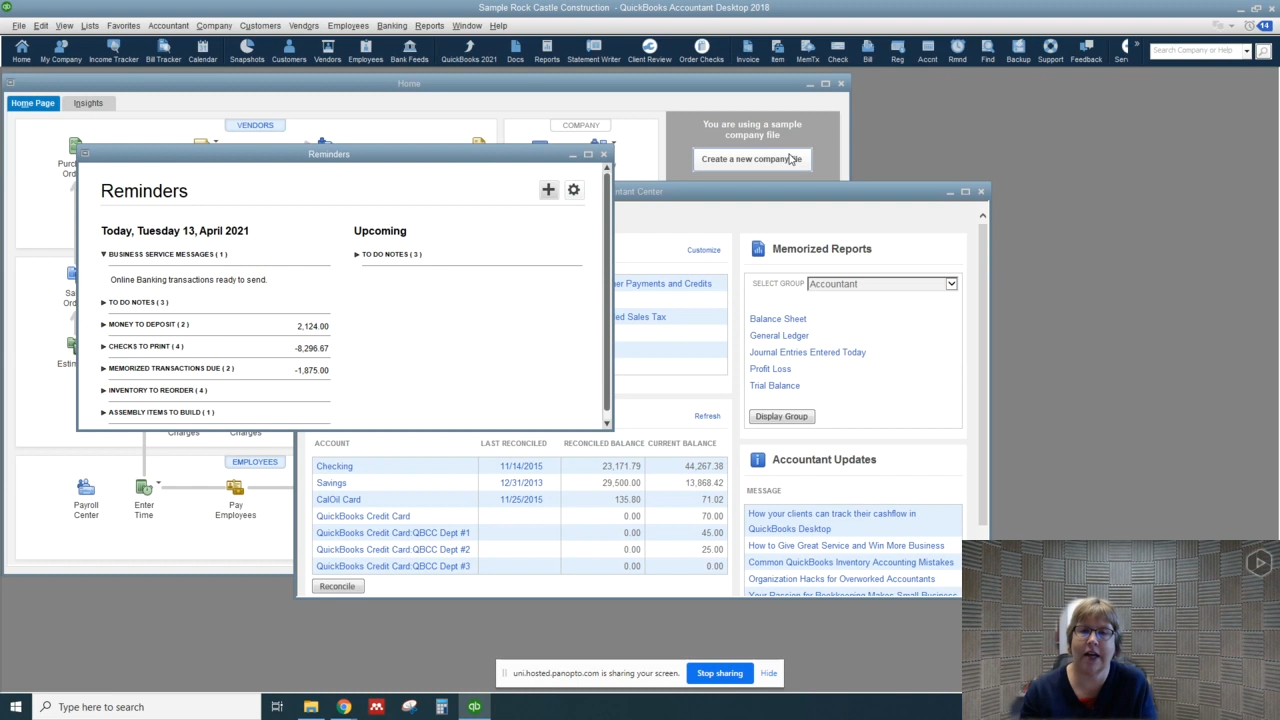 Sample Rock Castle Construction - QuickBooks Accountant Desktop 2018
File Edit View Lists Favorites Accountant Company Customers Vendors Employees Banking Reports Window Help
14
Home My Company Income Tracker Bill Tracker Calendar Snapshots Customers Vendors Employees Bank Feeds QuickBooks 2021 Docs Reports Statement Writer Client Review Order Checks Invoice Item MemTx Check Bill Reg Accnt Rmnd Find Backup Support Feedback Serv
Search Company or Help
Home
Home Page Insights
VENDORS
COMPANY
You are using a sample
company file
Create a new company
Reminders
Reminders
Today, Tuesday 13, April 2021
BUSINESS SERVICE MESSAGES ( 1 )
Online Banking transactions ready to send.
TO DO NOTES ( 3 )
MONEY TO DEPOSIT ( 2 ) 2,124.00
CHECKS TO PRINT ( 4 ) -8,296.67
MEMORIZED TRANSACTIONS DUE ( 2 ) -1,875.00
INVENTORY TO REORDER ( 4 )
ASSEMBLY ITEMS TO BUILD ( 1 )
Upcoming
TO DO NOTES ( 3 )
Charges Charges
EMPLOYEES
Payroll
Center
Enter
Time
Pay
Employees
ntant Center
Customize
er Payments and Credits
ed Sales Tax
Refresh
ACCOUNT LAST RECONCILED RECONCILED BALANCE CURRENT BALANCE
Checking 11/14/2015 23,171.79 44,267.38
Savings 12/31/2013 29,500.00 13,868.42
CalOil Card 11/25/2015 135.80 71.02
QuickBooks Credit Card 0.00 70.00
QuickBooks Credit Card:QBCC Dept #1 0.00 45.00
QuickBooks Credit Card:QBCC Dept #2 0.00 25.00
QuickBooks Credit Card:QBCC Dept #3 0.00 0.00
Reconcile
Memorized Reports
SELECT GROUP Accountant
Balance Sheet
General Ledger
Journal Entries Entered Today
Profit Loss
Trial Balance
Display Group
Accountant Updates
MESSAGE
How your clients can track their cashflow in
QuickBooks Desktop
How to Give Great Service and Win More Business
Common QuickBooks Inventory Accounting Mistakes
Organization Hacks for Overworked Accountants
Your Passion for Bookkeeping Makes Small Business
uni.hosted.panopto.com is sharing your screen. Stop sharing Hide
Type here to search